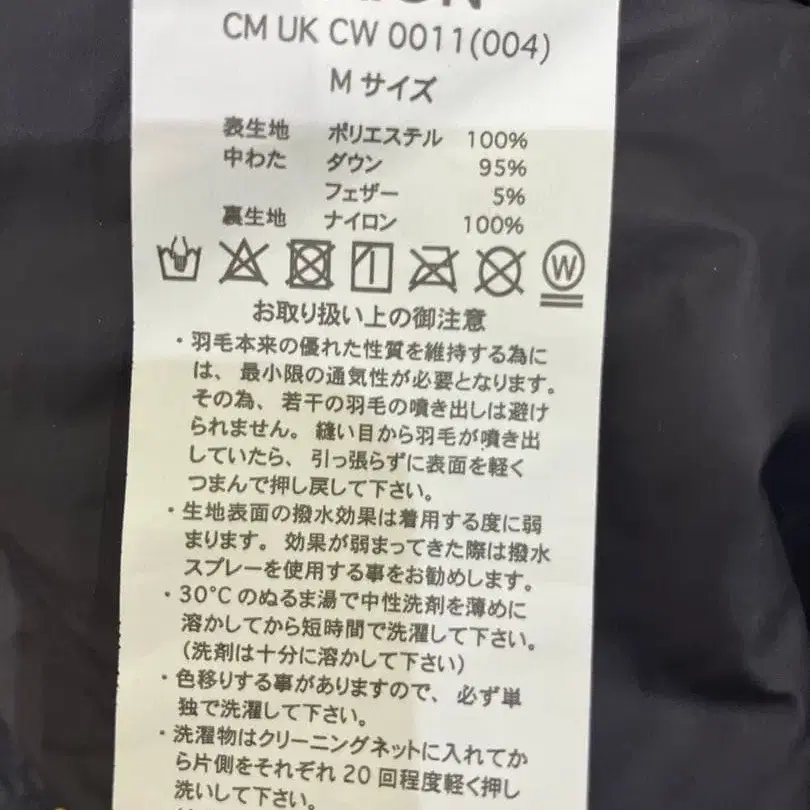 CM UK CW 0011(004)
Mサイズ
表生地 ポリエステル 100%
中わた ダウン 95%
フェザー 5%
裏生地 ナイロン 100%
W
お取り扱い上の御注意
・羽毛本来の優れた性質を維持する為に
は、最小限の通気性が必要となります。
その為、若干の羽毛の噴き出しは避け
られません。縫い目から羽毛が噴き出
していたら、引っ張らずに表面を軽く
つまんで押し戻して下さい。
・生地表面の撥水効果は着用する度に弱
まります。効果が弱まってきた際は撥水
スプレーを使用する事をお勧めします。
・30℃のぬるま湯で中性洗剤を薄めに
溶かしてから短時間で洗濯して下さい。
(洗剤は十分に溶かして下さい)
・色移りする事がありますので、必ず単
独で洗濯して下さい。
・洗濯物はクリーニングネットに入れてか
ら片側をそれぞれ20回程度軽く押し
洗いして下さい。